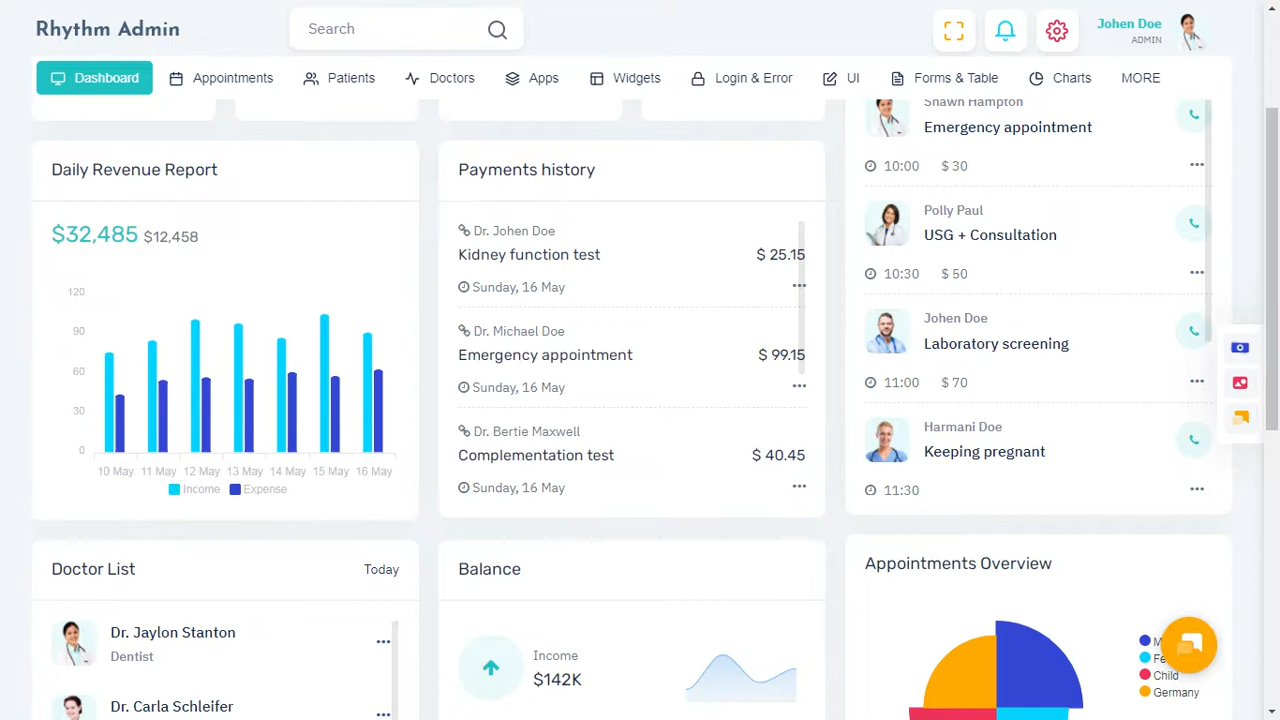 Rhythm Admin
Search
Johen Doe
ADMIN
Dashboard
Appointments
Patients
Doctors
Apps
Widgets
Login & Error
UI
Forms & Table
Charts
MORE
Daily Revenue Report
$32,485 $12,458
120
90
60
30
0
10 May 11 May 12 May 13 May 14 May 15 May 16 May
Income Expense
Payments history
Dr. Johen Doe
Kidney function test $ 25.15
Sunday, 16 May
Dr. Michael Doe
Emergency appointment $ 99.15
Sunday, 16 May
Dr. Bertie Maxwell
Complementation test $ 40.45
Sunday, 16 May
Shawn Hampton
Emergency appointment
10:00 $ 30
Polly Paul
USG + Consultation
10:30 $ 50
Johen Doe
Laboratory screening
11:00 $ 70
Harmani Doe
Keeping pregnant
11:30
Doctor List Today
Dr. Jaylon Stanton
Dentist
Dr. Carla Schleifer
Balance
Income
$142K
Appointments Overview
Child
Germany